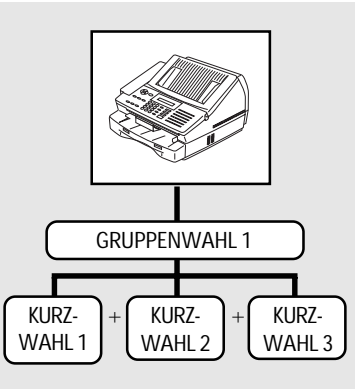 GRUPPENWAHL 1
KURZ- + KURZ- + KURZ-
WAHL 1 WAHL 2 WAHL 3